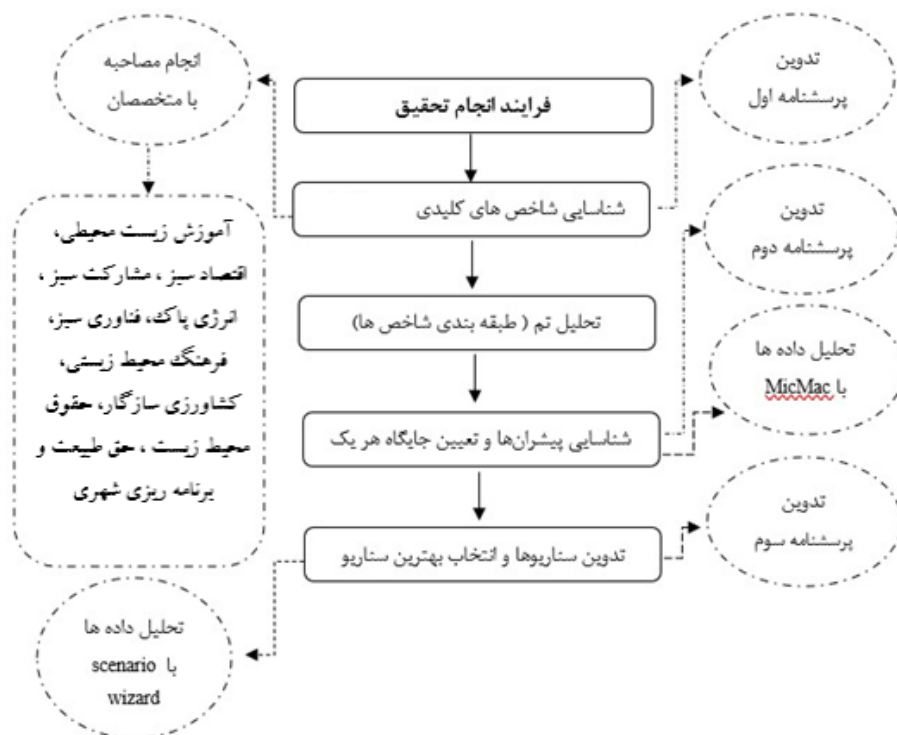 فرایند انجام تحقیق
تدوین
پرسشنامه اول
انجام مصاحبه
با متخصصان
شناسایی شاخص های کلیدی
آموزش زیست محیطی،
اقتصاد سبز ، مشارکت سبز ،
انرژی پاک، فناوری سبز،
فرهنگ محیط زیستی،
کشاورزی سازگار، حقوق
محیط زیست ، حق طبیعت و
برنامه ریزی شهری
تحلیل تم ( طبقه بندی شاخص ها)
تدوین
پرسشنامه دوم
شناسایی پیشران‌ها و تعیین جایگاه هر یک
تحلیل داده ها
با MicMac
تدوین سناریوها و انتخاب بهترین سناریو
تدوین
پرسشنامه سوم
تحلیل داده ها
با scenario
wizard